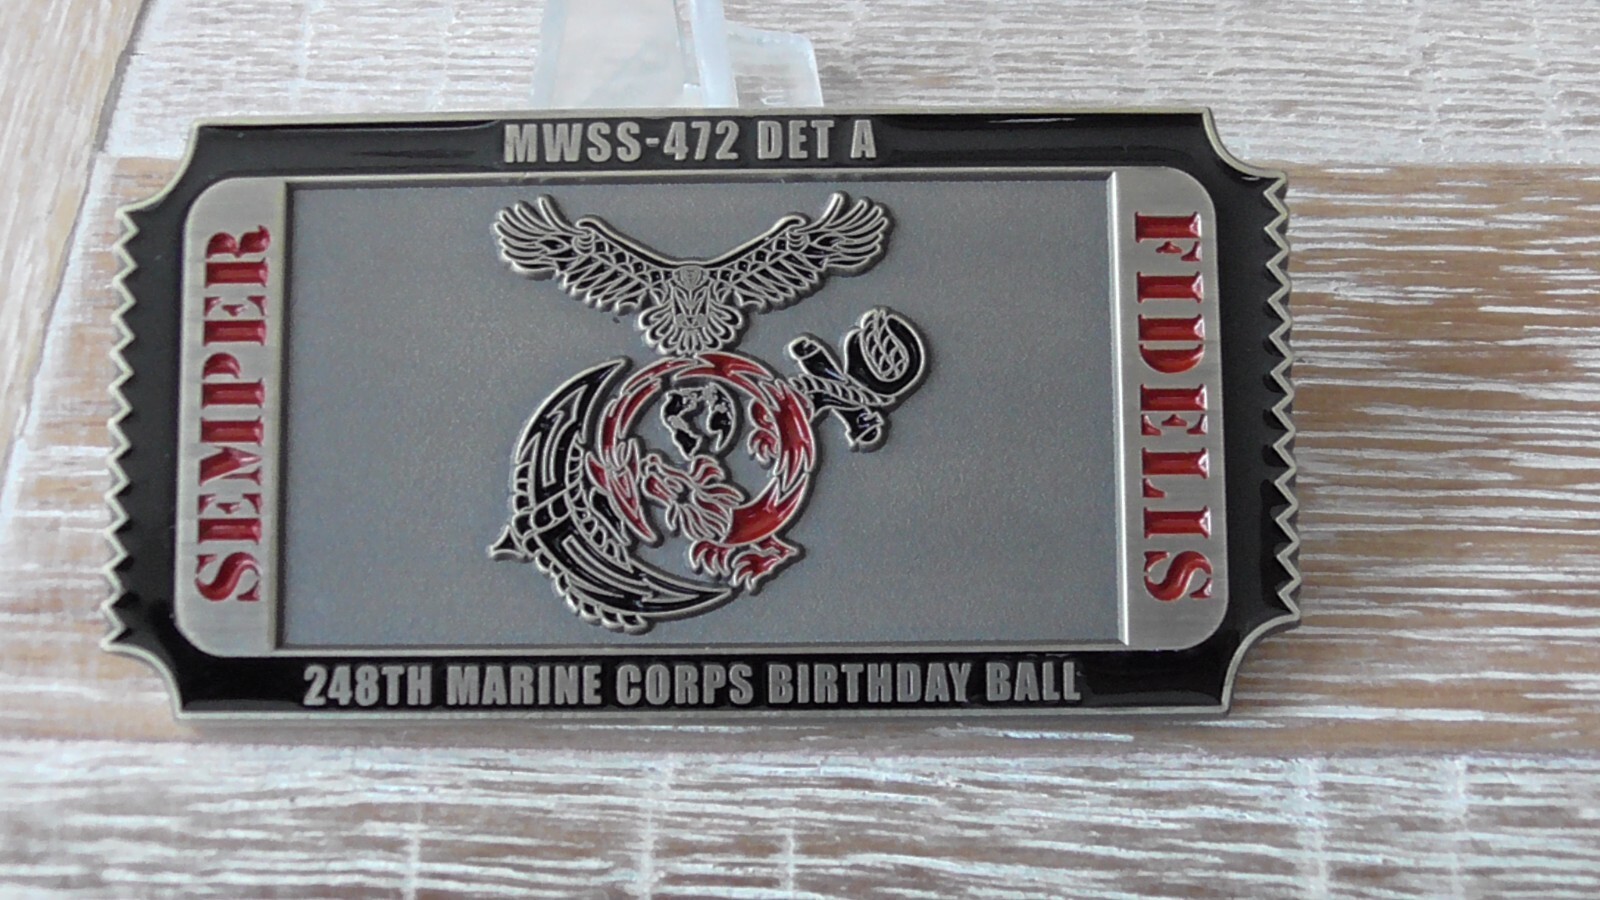 MWSS-472 DET A
SEMPER
FIDELIS
248TH MARINE CORPS BIRTHDAY BALL